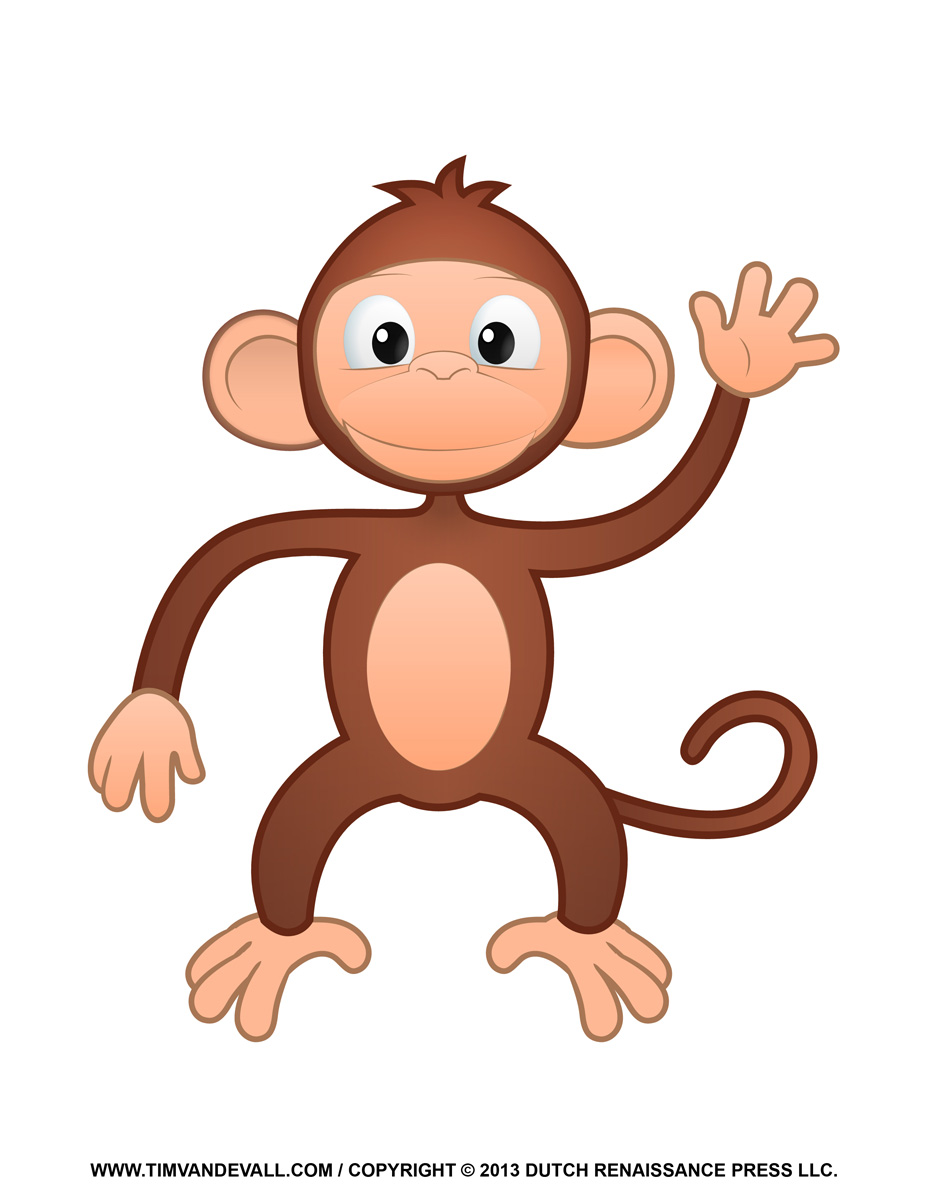 WWW.TIMVANDEVALL.COM / COPYRIGHT © 2013 DUTCH RENAISSANCE PRESS LLC.